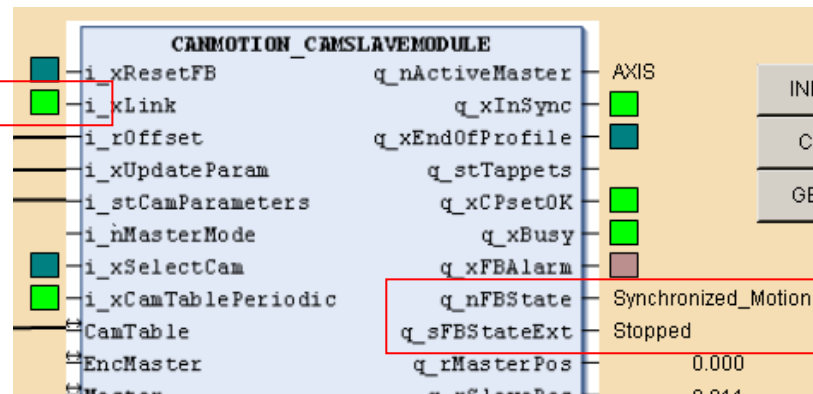 CANMOTION_CAMSLAVEMODULE
i_xResetFB q_nActiveMaster AXIS
i_xLink q_xInSync
i_rOffset q_xEndOfProfile
i_xUpdateParam q_stTappets
i_stCamParameters q_xCPsetOK
i_nMasterMode q_xBusy
i_xSelectCam q_xFBAlarm
i_xCamTablePeriodic q_nFBState Synchronized_Motion
CamTable q_sFBStateExt Stopped
EncMaster q_rMasterPos 0.000